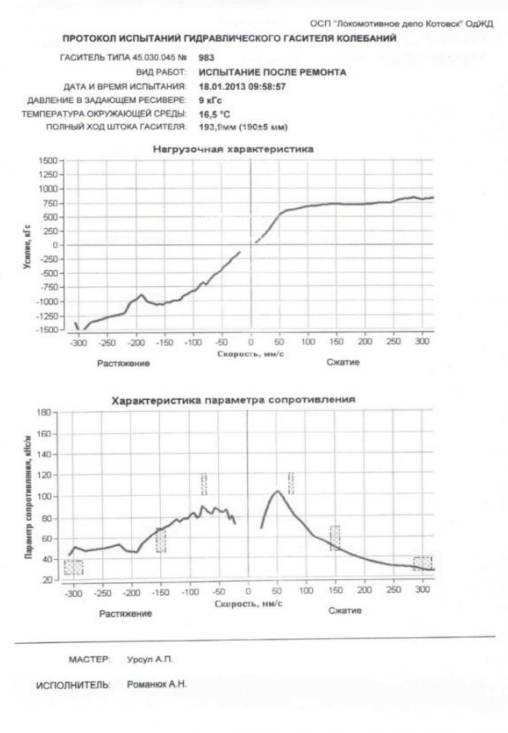 ОСП "Локомотивное депо Котовск" ОдЖД
ПРОТОКОЛ ИСПЫТАНИЙ ГИДРАВЛИЧЕСКОГО ГАСИТЕЛЯ КОЛЕБАНИЙ
ГАСИТЕЛЬ ТИПА 45.030.045 № 983
ВИД РАБОТ: ИСПЫТАНИЕ ПОСЛЕ РЕМОНТА
ДАТА И ВРЕМЯ ИСПЫТАНИЯ: 18.01.2013 09:58:57
ДАВЛЕНИЕ В ЗАДАЮЩЕМ РЕСИВЕРЕ: 9 кГс
ТЕМПЕРАТУРА ОКРУЖАЮЩЕЙ СРЕДЫ: 16,5 °C
ПОЛНЫЙ ХОД ШТОКА ГАСИТЕЛЯ: 193,9мм (190±5 мм)
Нагрузочная характеристика
Усилие, кГс
1500
1250
1000
750
500
250
0
-250
-500
-750
-1000
-1250
-1500
-300 -250 -200 -150 -100 -50 0 50 100 150 200 250 300
Скорость, мм/с
Растяжение Сжатие
Характеристика параметра сопротивления
Параметр сопротивления, кНс/м
180
160
140
120
100
80
60
40
20
-300 -250 -200 -150 -100 -50 0 50 100 150 200 250 300
Скорость, мм/с
Растяжение Сжатие
МАСТЕР: Урсул А.П.
ИСПОЛНИТЕЛЬ: Романюк А.Н.